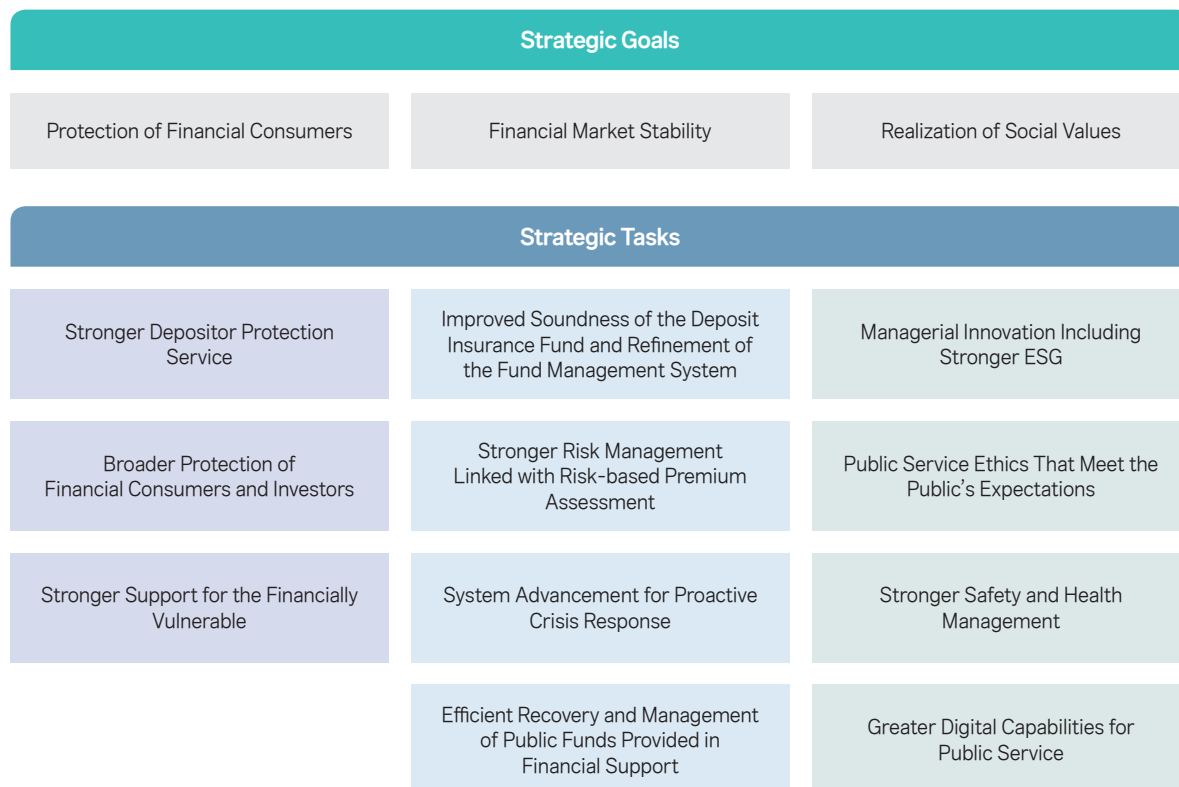 Strategic Goals
Protection of Financial Consumers
Financial Market Stability
Realization of Social Values
Strategic Tasks
Stronger Depositor Protection
Service
Improved Soundness of the Deposit
Insurance Fund and Refinement of
the Fund Management System
Managerial Innovation Including
Stronger ESG
Broader Protection of
Financial Consumers and Investors
Stronger Risk Management
Linked with Risk-based Premium
Assessment
Public Service Ethics That Meet the
Public’s Expectations
Stronger Support for the Financially
Vulnerable
System Advancement for Proactive
Crisis Response
Stronger Safety and Health
Management
Efficient Recovery and Management
of Public Funds Provided in
Financial Support
Greater Digital Capabilities for
Public Service